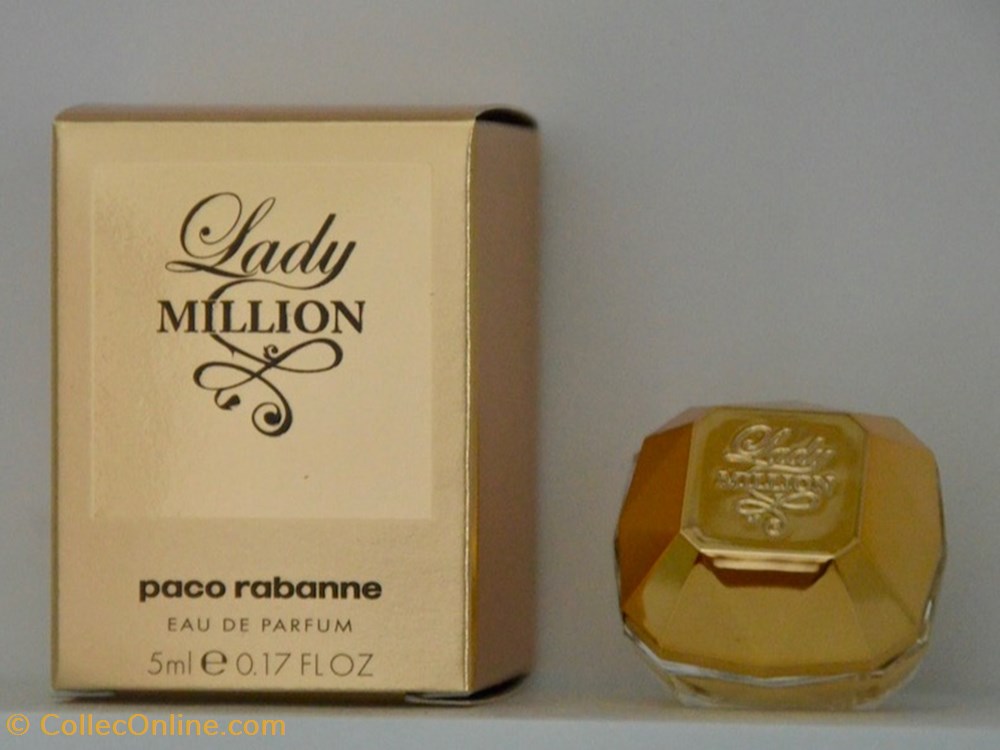 Lady
MILLION
paco rabanne
EAU DE PARFUM
5ml e 0.17 FL OZ
Lady
MILLION
© CollecOnline.com